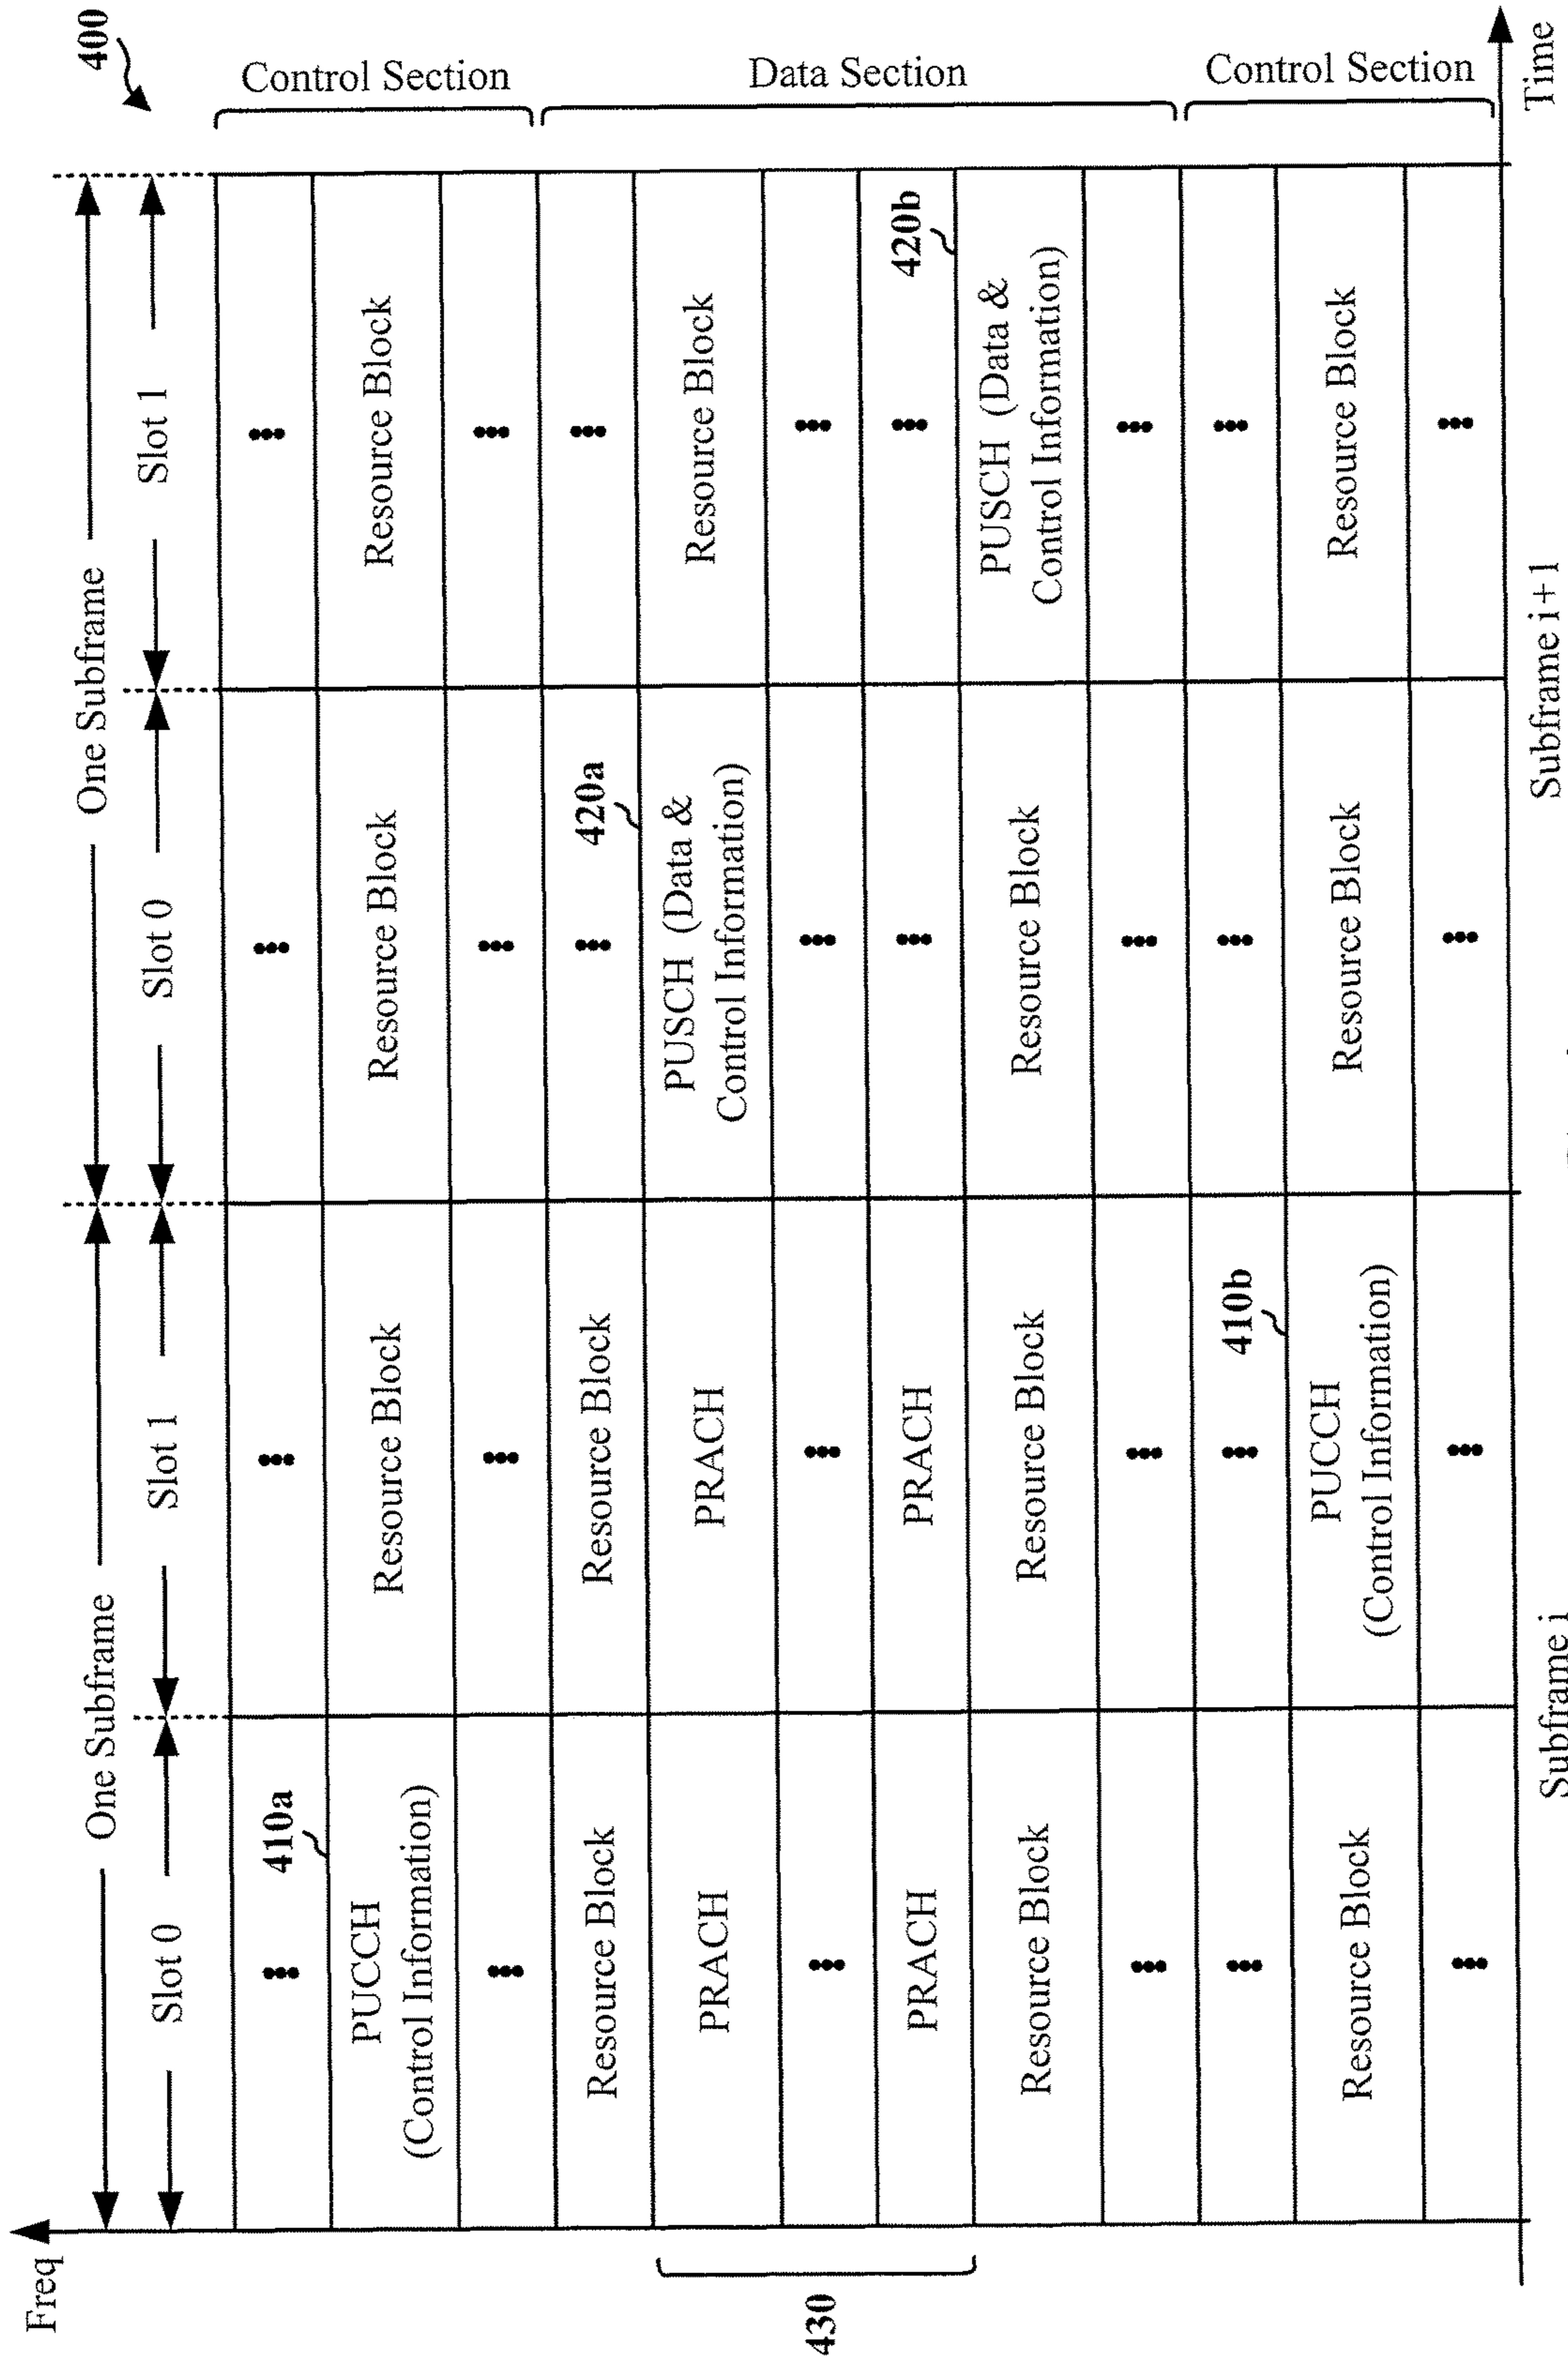 Freq
400
One Subframe
One Subframe
Slot 0
Slot 1
Slot 0
Slot 1
•••
•••
•••
•••
410a
PUCCH
(Control Information)
Resource Block
Resource Block
Resource Block
Control Section
•••
•••
•••
•••
Resource Block
Resource Block
•••
420a
•••
PRACH
PRACH
PUSCH (Data &
Control Information)
Resource Block
430
•••
•••
•••
•••
Data Section
PRACH
PRACH
•••
•••
420b
Resource Block
Resource Block
Resource Block
PUSCH (Data &
Control Information)
•••
•••
•••
•••
•••
•••
410b
•••
•••
Resource Block
PUCCH
(Control Information)
Resource Block
Resource Block
Control Section
•••
•••
•••
•••
Time
Subframe i
Subframe i+1